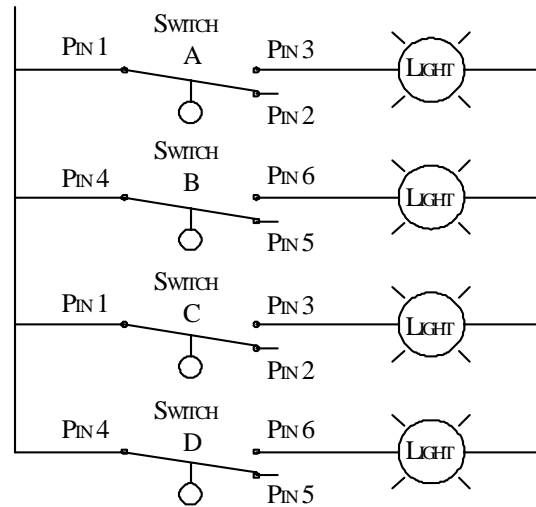 SWITCH
PIN 1 A PIN 3 LIGHT
PIN 2
SWITCH
PIN 4 B PIN 6 LIGHT
PIN 5
SWITCH
PIN 1 C PIN 3 LIGHT
PIN 2
SWITCH
PIN 4 D PIN 6 LIGHT
PIN 5